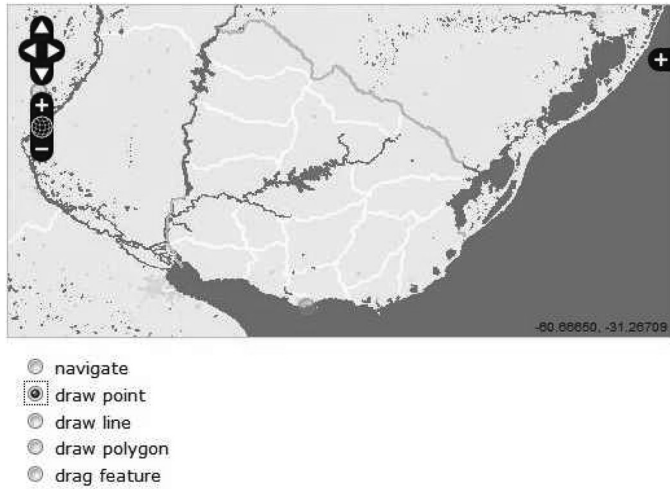 -60.66650, -31.26709
navigate
draw point
draw line
draw polygon
drag feature